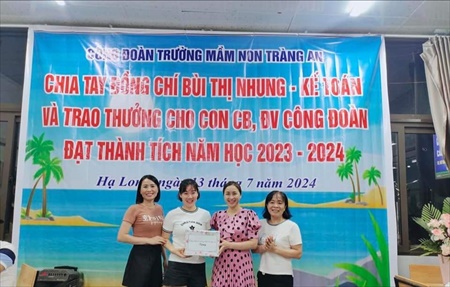 CÔNG ĐOÀN TRƯỜNG MẦM NON TRÀNG AN
CHIA TAY ĐỒNG CHÍ BÙI THỊ NHUNG - KẾ TOÁN
VÀ TRAO THƯỞNG CHO CON CB, ĐV CÔNG ĐOÀN
ĐẠT THÀNH TÍCH NĂM HỌC 2023 - 2024
Hạ Long, ngày 13 tháng 7 năm 2024